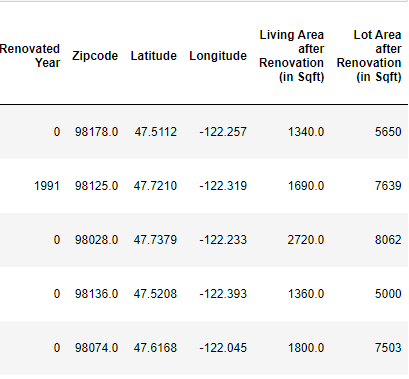 Renovated Year Zipcode Latitude Longitude Living Area after Renovation (in Sqft) Lot Area after Renovation (in Sqft)
0 98178.0 47.5112 -122.257 1340.0 5650
1991 98125.0 47.7210 -122.319 1690.0 7639
0 98028.0 47.7379 -122.233 2720.0 8062
0 98136.0 47.5208 -122.393 1360.0 5000
0 98074.0 47.6168 -122.045 1800.0 7503